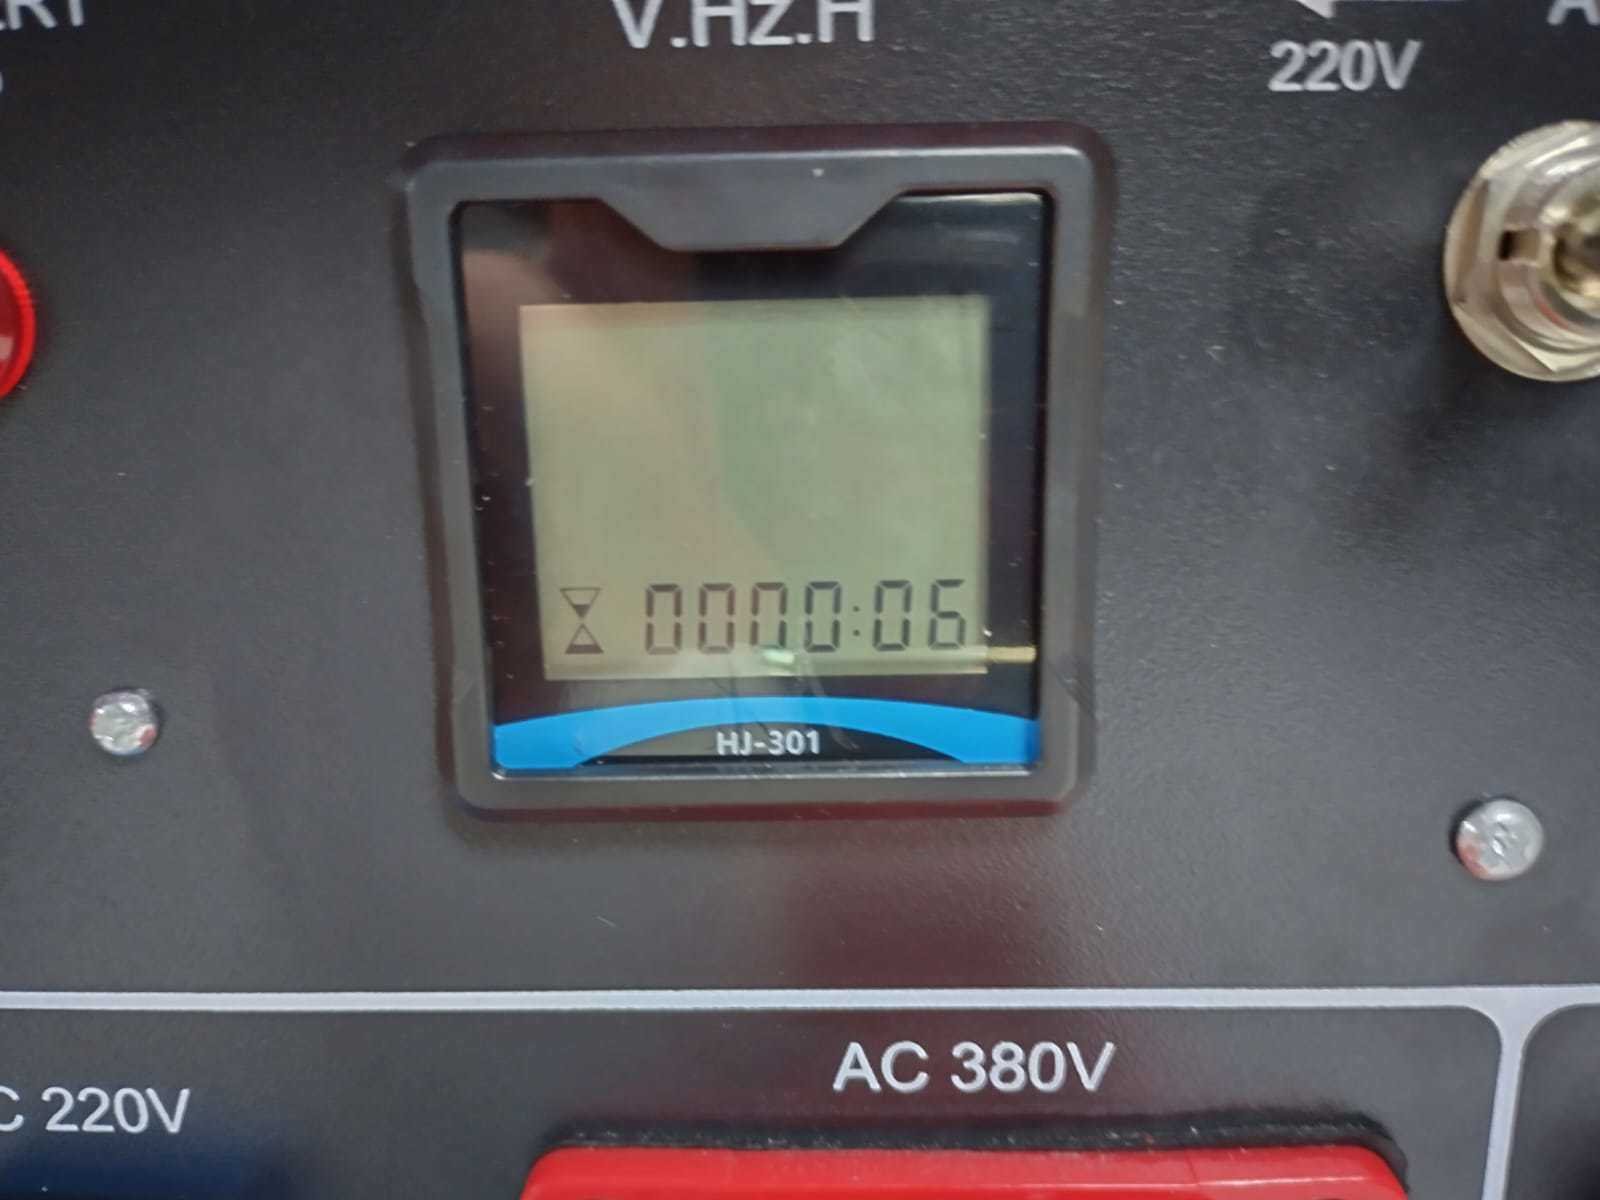 V.Hz.H
220V
0000:06
HJ-301
AC 380V
220V